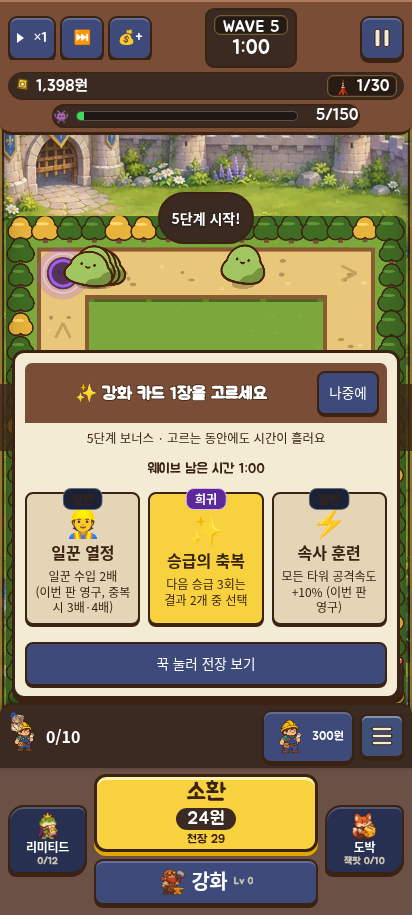 ×1
+
WAVE 5
1:00
1,398원
1/30
5/150
5단계 시작!
✨ 강화 카드 1장을 고르세요
나중에
5단계 보너스 · 고르는 동안에도 시간이 흘러요
웨이브 남은 시간 1:00
일꾼 열정
일꾼 수입 2배
(이번 판 영구, 중복
시 3배·4배)
희귀
승급의 축복
다음 승급 3회는
결과 2개 중 선택
속사 훈련
모든 타워 공격속도
+10% (이번 판
영구)
꾹 눌러 전장 보기
0/10
300원
소환
24원
천장 29
리미티드
0/12
도박
잭팟 0/10
강화 Lv 0